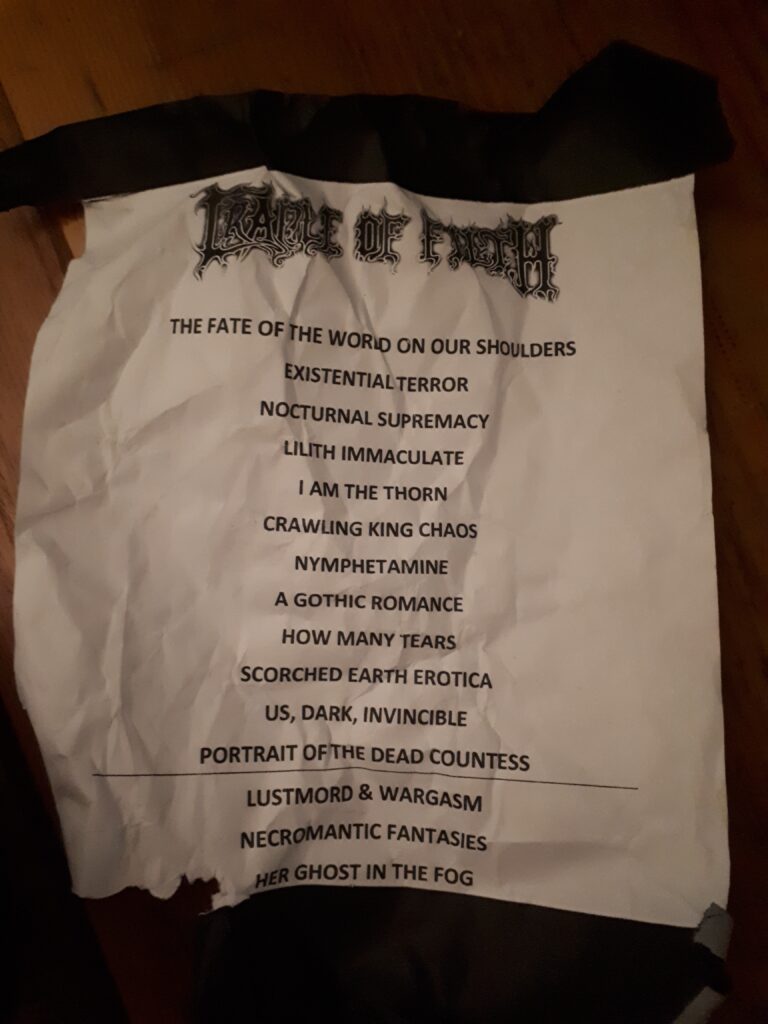 CRADLE OF FILTH
THE FATE OF THE WORLD ON OUR SHOULDERS
EXISTENTIAL TERROR
NOCTURNAL SUPREMACY
LILITH IMMACULATE
I AM THE THORN
CRAWLING KING CHAOS
NYMPHETAMINE
A GOTHIC ROMANCE
HOW MANY TEARS
SCORCHED EARTH EROTICA
US, DARK, INVINCIBLE
PORTRAIT OF THE DEAD COUNTESS
LUSTMORD & WARGASM
NECROMANTIC FANTASIES
HER GHOST IN THE FOG